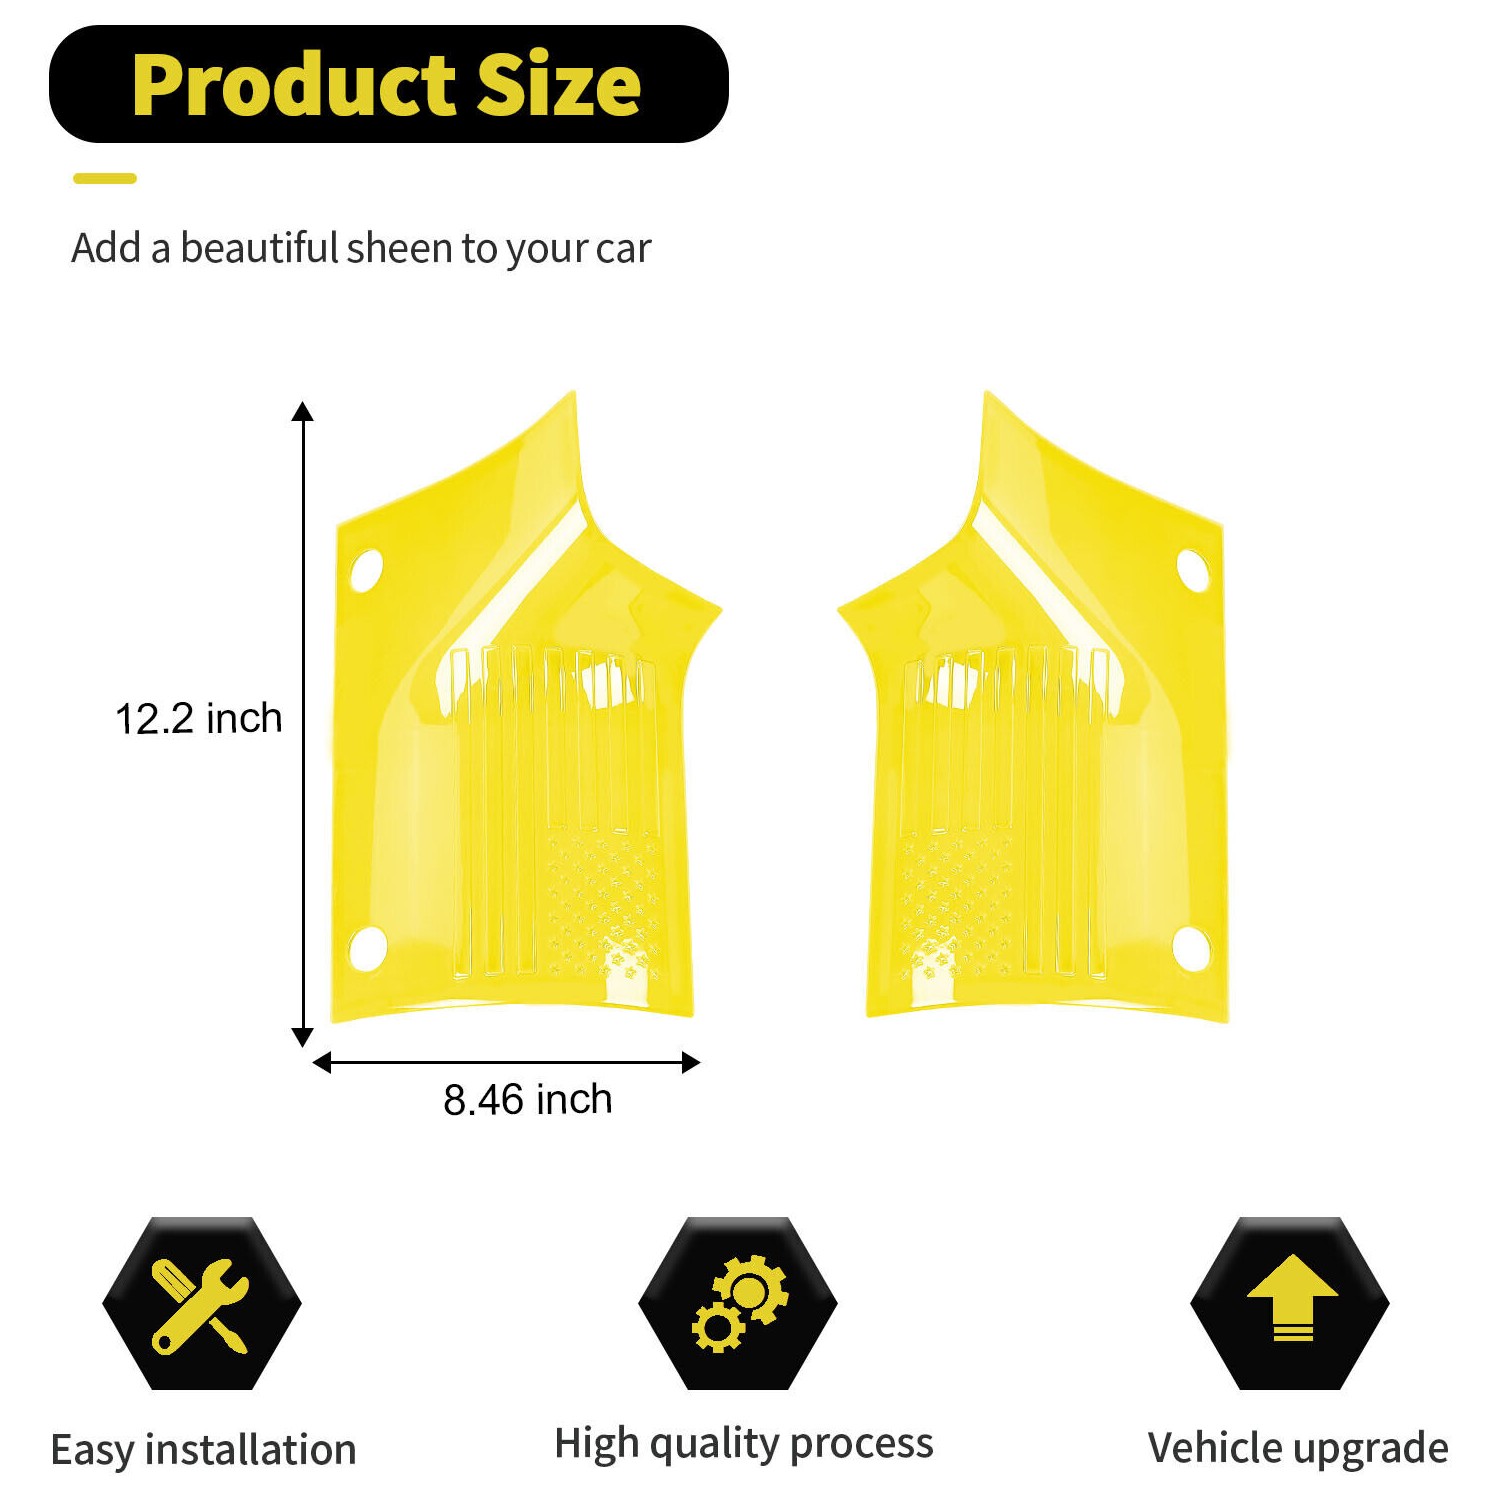 Product Size
Add a beautiful sheen to your car
12.2 inch
8.46 inch
Easy installation
High quality process
Vehicle upgrade